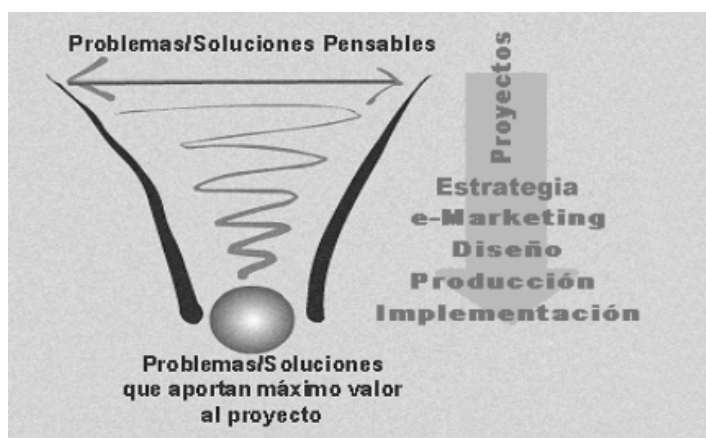 Problemas/Soluciones Pensables
Proyectos
Estrategia
e-Marketing
Diseño
Producción
Implementación
Problemas/Soluciones
que aportan máximo valor
al proyecto